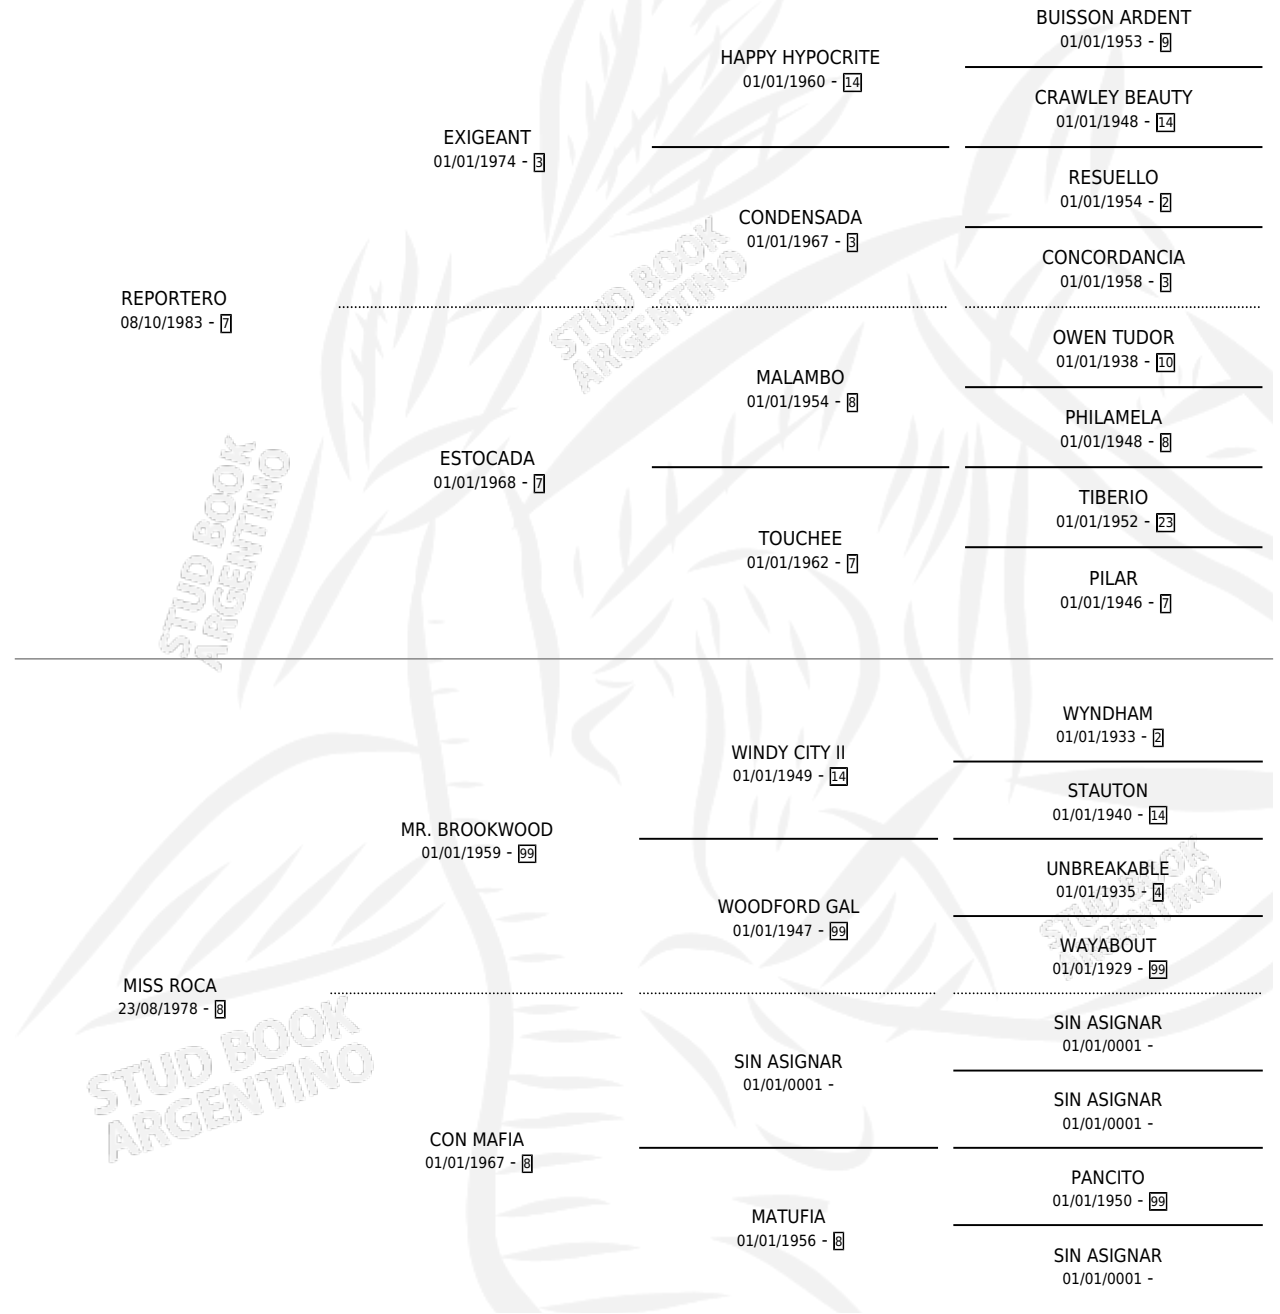 BUISSON ARDENT
01/01/1953 - 9
HAPPY HYPOCRITE
01/01/1960 - 14
CRAWLEY BEAUTY
01/01/1948 - 14
EXIGEANT
01/01/1974 - 3
RESUELLO
01/01/1954 - 2
CONDENSADA
01/01/1967 - 3
CONCORDANCIA
01/01/1958 - 3
REPORTERO
08/10/1983 - 7
OWEN TUDOR
01/01/1938 - 10
MALAMBO
01/01/1954 - 8
PHILAMELA
01/01/1948 - 8
ESTOCADA
01/01/1968 - 7
TIBERIO
01/01/1952 - 23
TOUCHEE
01/01/1962 - 7
PILAR
01/01/1946 - 7
WYNDHAM
01/01/1933 - 2
WINDY CITY II
01/01/1949 - 14
STAUTON
01/01/1940 - 14
MR. BROOKWOOD
01/01/1959 - 99
UNBREAKABLE
01/01/1935 - 4
WOODFORD GAL
01/01/1947 - 99
WAYABOUT
01/01/1929 - 99
MISS ROCA
23/08/1978 - 8
SIN ASIGNAR
01/01/0001 -
SIN ASIGNAR
01/01/0001 -
SIN ASIGNAR
01/01/0001 -
CON MAFIA
01/01/1967 - 8
PANCITO
01/01/1950 - 99
MATUFIA
01/01/1956 - 8
SIN ASIGNAR
01/01/0001 -
STUD BOOK
ARGENTINO
STUD BOOK
ARGENTINO
STUD BOOK
ARGENTINO
STUD BOOK
ARGENTINO